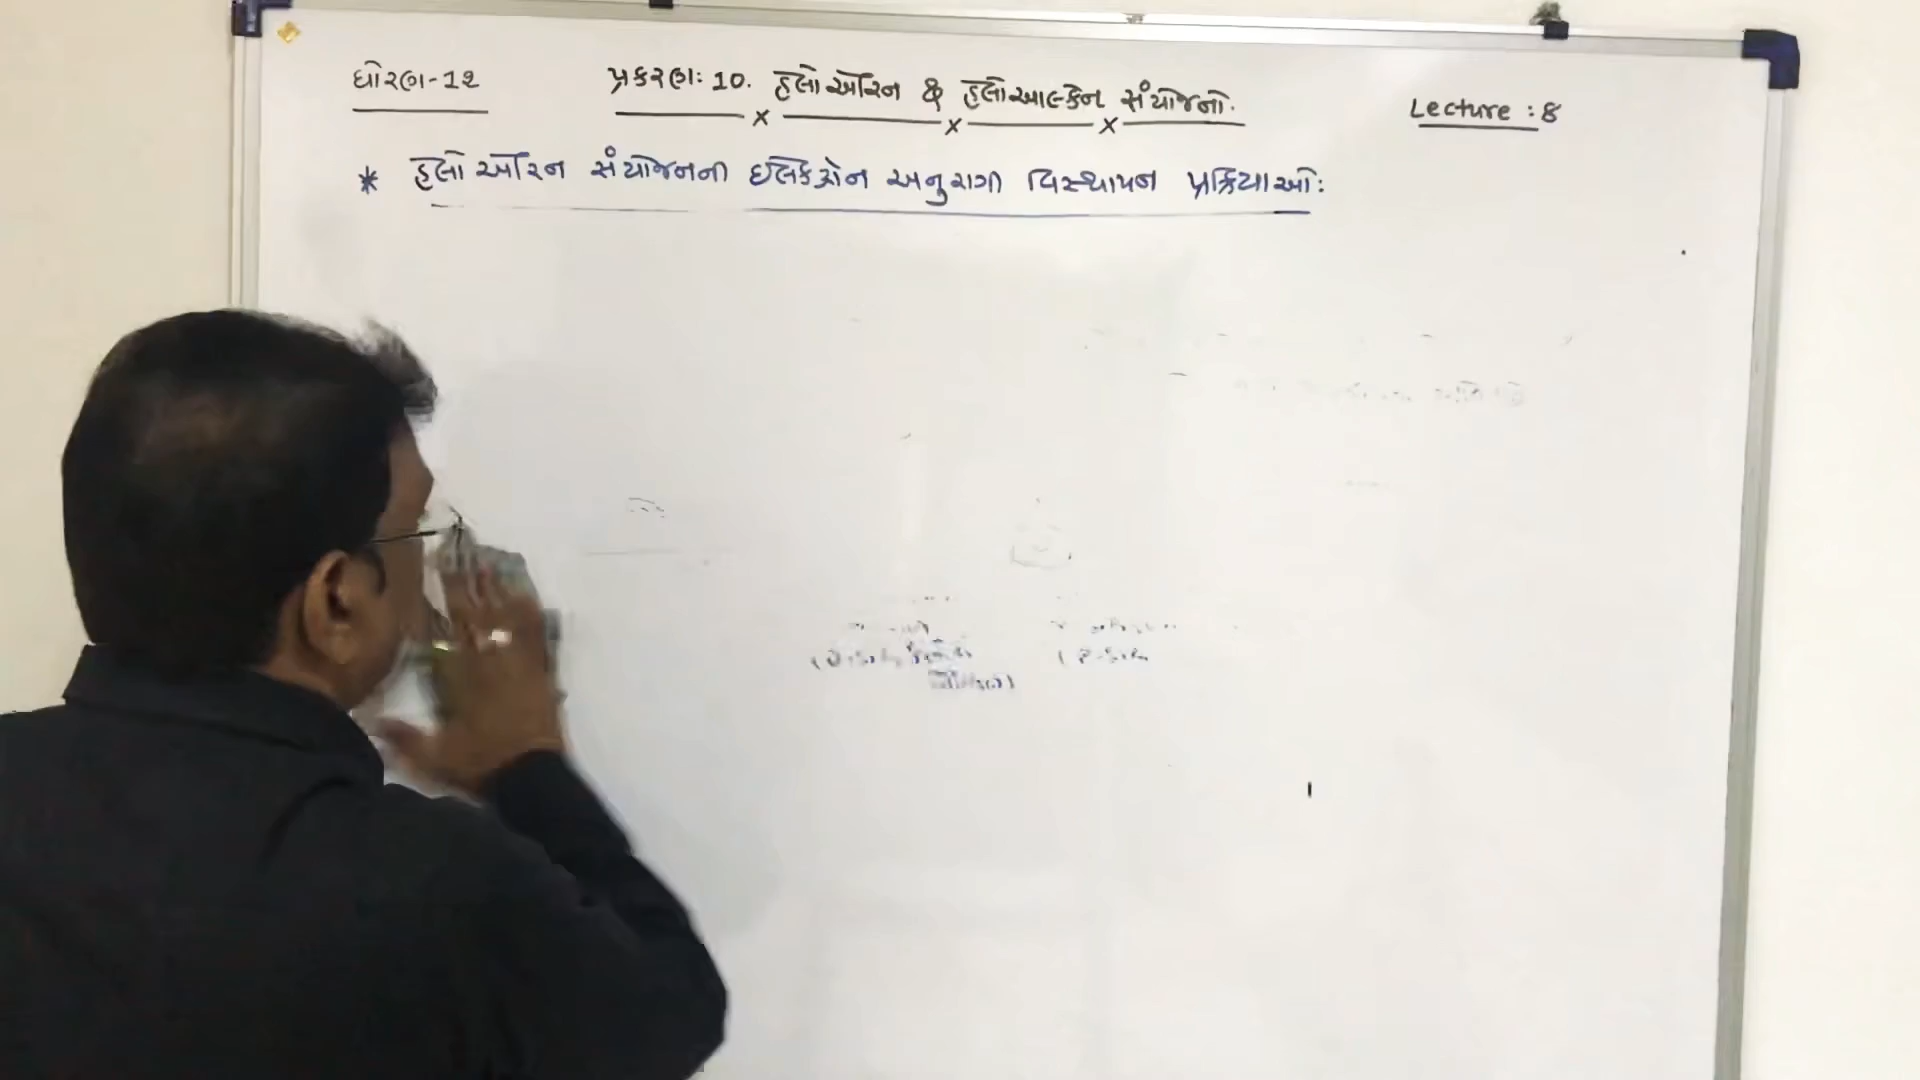 ધોરણ-12 પ્રકરણ: 10. હેલોએરિન & હેલોઆલ્કેન સંયોજનો. Lecture : 8
* હેલો એરિન સંયોજનની ઇલેક્ટ્રોન અનુરાગી વિસ્થાપન પ્રક્રિયાઓ: